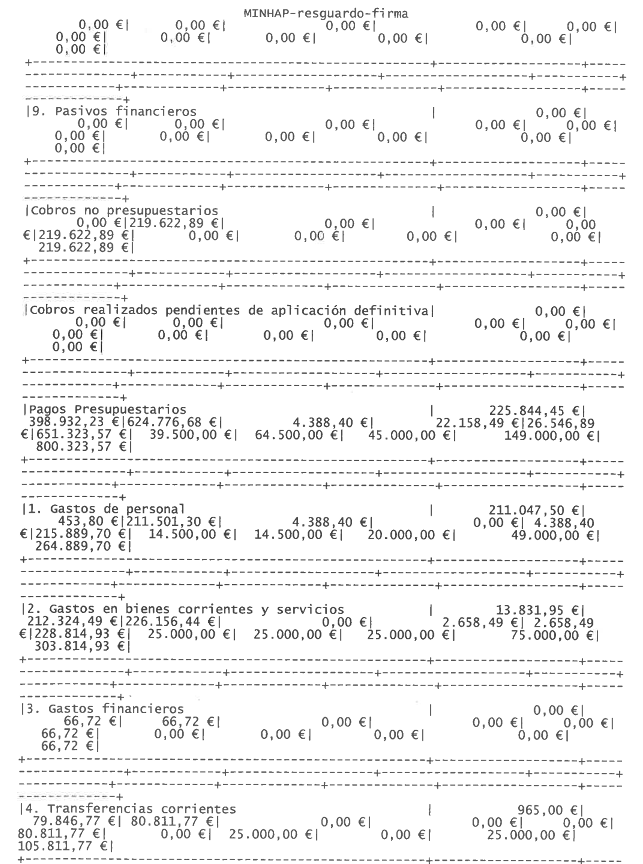 MINHAP-resguardo-firma
0,00 €| 0,00 €| 0,00 €| 0,00 €| 0,00 €|
0,00 €| 0,00 €| 0,00 €| 0,00 €| 0,00 €|
0,00 €|
|9. Pasivos financieros | 0,00 €|
0,00 €| 0,00 €| 0,00 €| 0,00 €| 0,00 €|
0,00 €| 0,00 €| 0,00 €| 0,00 €| 0,00 €|
0,00 €|
|Cobros no presupuestarios | 0,00 €|
0,00 €|219.622,89 €| 0,00 €| 0,00 €| 0,00
€|219.622,89 €| 0,00 €| 0,00 €| 0,00 €| 0,00 €|
219.622,89 €|
|Cobros realizados pendientes de aplicación definitiva| 0,00 €|
0,00 €| 0,00 €| 0,00 €| 0,00 €| 0,00 €|
0,00 €| 0,00 €| 0,00 €| 0,00 €| 0,00 €|
0,00 €|
|Pagos Presupuestarios | 225.844,45 €|
398.932,23 €|624.776,68 €| 4.388,40 €| 22.158,49 €|26.546,89
€|651.323,57 €| 39.500,00 €| 64.500,00 €| 45.000,00 €| 149.000,00 €|
800.323,57 €|
|1. Gastos de personal | 211.047,50 €|
453,80 €|211.501,30 €| 4.388,40 €| 0,00 €| 4.388,40
€|215.889,70 €| 14.500,00 €| 14.500,00 €| 20.000,00 €| 49.000,00 €|
264.889,70 €|
|2. Gastos en bienes corrientes y servicios | 13.831,95 €|
212.324,49 €|226.156,44 €| 0,00 €| 2.658,49 €| 2.658,49
€|228.814,93 €| 25.000,00 €| 25.000,00 €| 25.000,00 €| 75.000,00 €|
303.814,93 €|
|3. Gastos financieros | 0,00 €|
66,72 €| 66,72 €| 0,00 €| 0,00 €| 0,00 €|
66,72 €| 0,00 €| 0,00 €| 0,00 €| 0,00 €|
66,72 €|
|4. Transferencias corrientes | 965,00 €|
79.846,77 €| 80.811,77 €| 0,00 €| 0,00 €| 0,00 €|
80.811,77 €| 0,00 €| 25.000,00 €| 0,00 €| 25.000,00 €|
105.811,77 €|